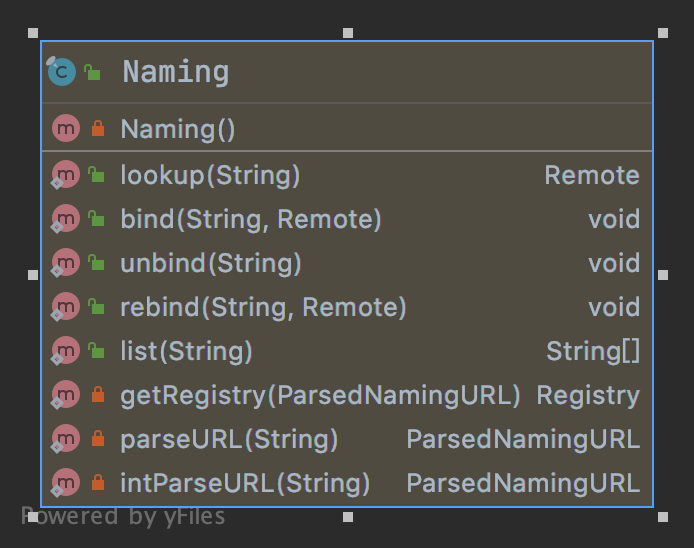 Naming
Naming()
lookup(String) Remote
bind(String, Remote) void
unbind(String) void
rebind(String, Remote) void
list(String) String[]
getRegistry(ParsedNamingURL) Registry
parseURL(String) ParsedNamingURL
intParseURL(String) ParsedNamingURL
Powered by yFiles